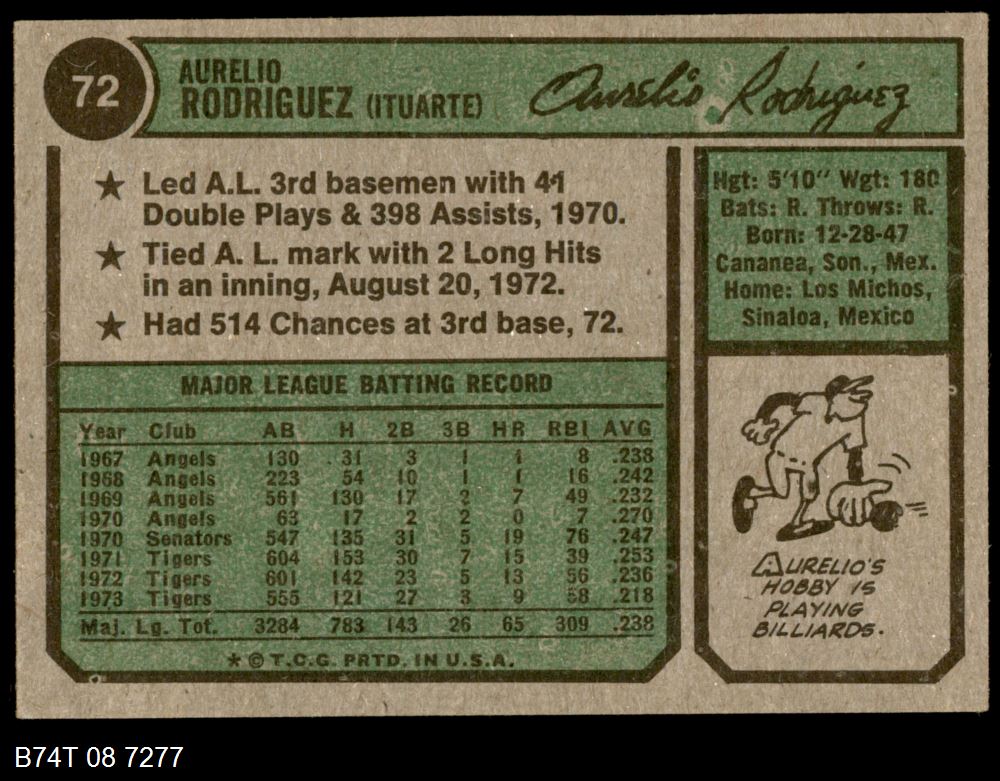 72
AURELIO
RODRIGUEZ (ITUARTE)
Aurelio Rodriguez
★ Led A.L. 3rd basemen with 41
Double Plays & 398 Assists, 1970.
★ Tied A. L. mark with 2 Long Hits
in an inning, August 20, 1972.
★ Had 514 Chances at 3rd base, 72.
Hgt: 5'10" Wgt: 180
Bats: R. Throws: R.
Born: 12-28-47
Cananea, Son., Mex.
Home: Los Michos,
Sinaloa, Mexico
MAJOR LEAGUE BATTING RECORD
Year Club AB H 2B 3B HR RBI AVG
1967 Angels 130 31 3 1 1 8 .238
1968 Angels 223 54 10 1 1 16 .242
1969 Angels 561 130 17 2 7 49 .232
1970 Angels 63 17 2 2 0 7 .270
1970 Senators 547 135 31 5 19 76 .247
1971 Tigers 604 153 30 7 15 39 .253
1972 Tigers 601 142 23 5 13 56 .236
1973 Tigers 555 121 27 3 9 58 .218
Maj. Lg. Tot. 3284 783 143 26 65 309 .238
★ © T.C.G. PRTD. IN U.S.A.
AURELIO'S
HOBBY IS
PLAYING
BILLIARDS.
B74T 08 7277